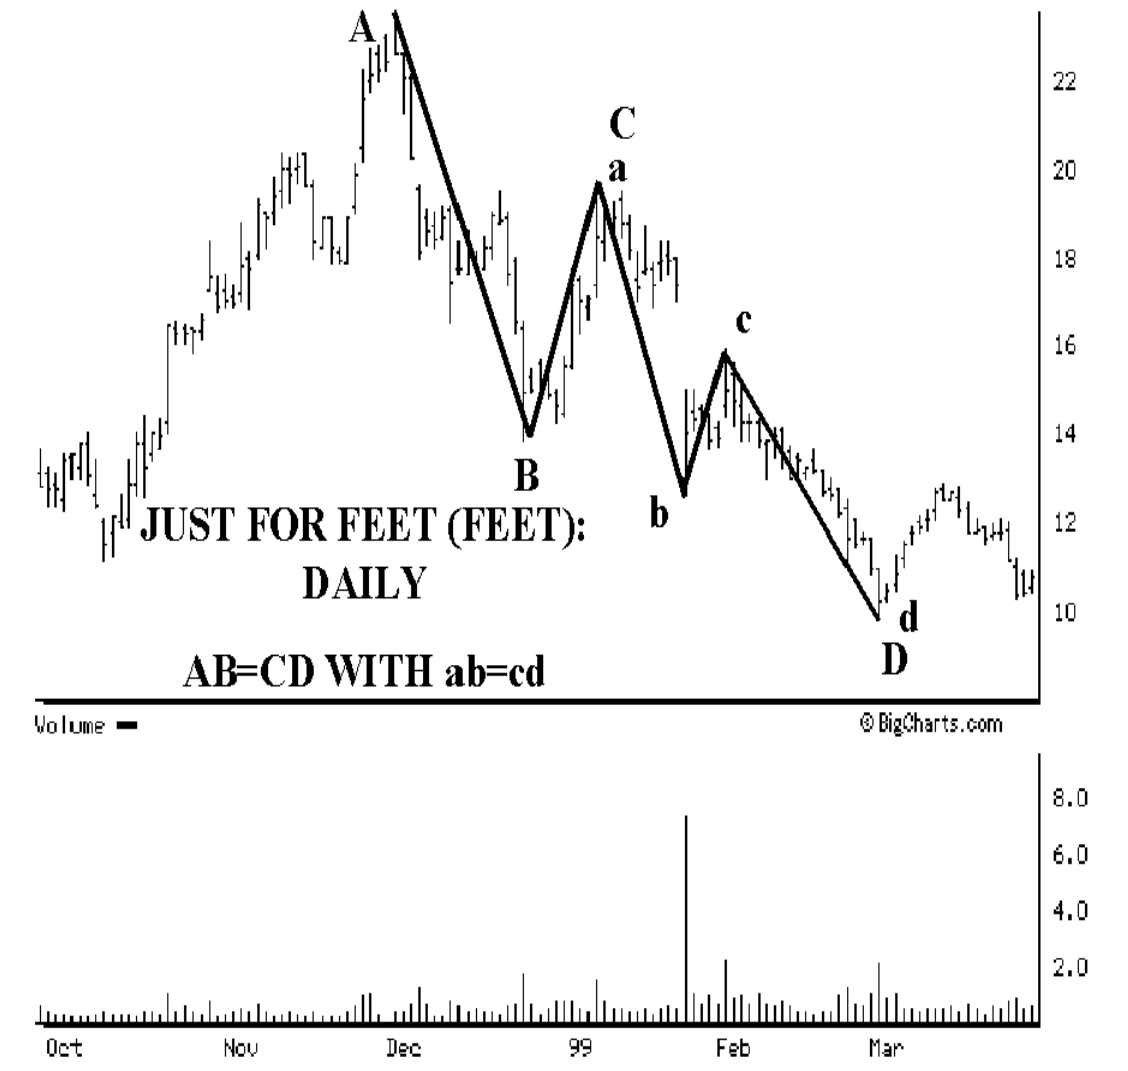 A
22
C
20
a
18
c
16
14
B
b
12
JUST FOR FEET (FEET):
DAILY
10
d
D
AB=CD WITH ab=cd
Volume
© BigCharts.com
8.0
6.0
4.0
2.0
Oct Nov Dec 99 Feb Mar